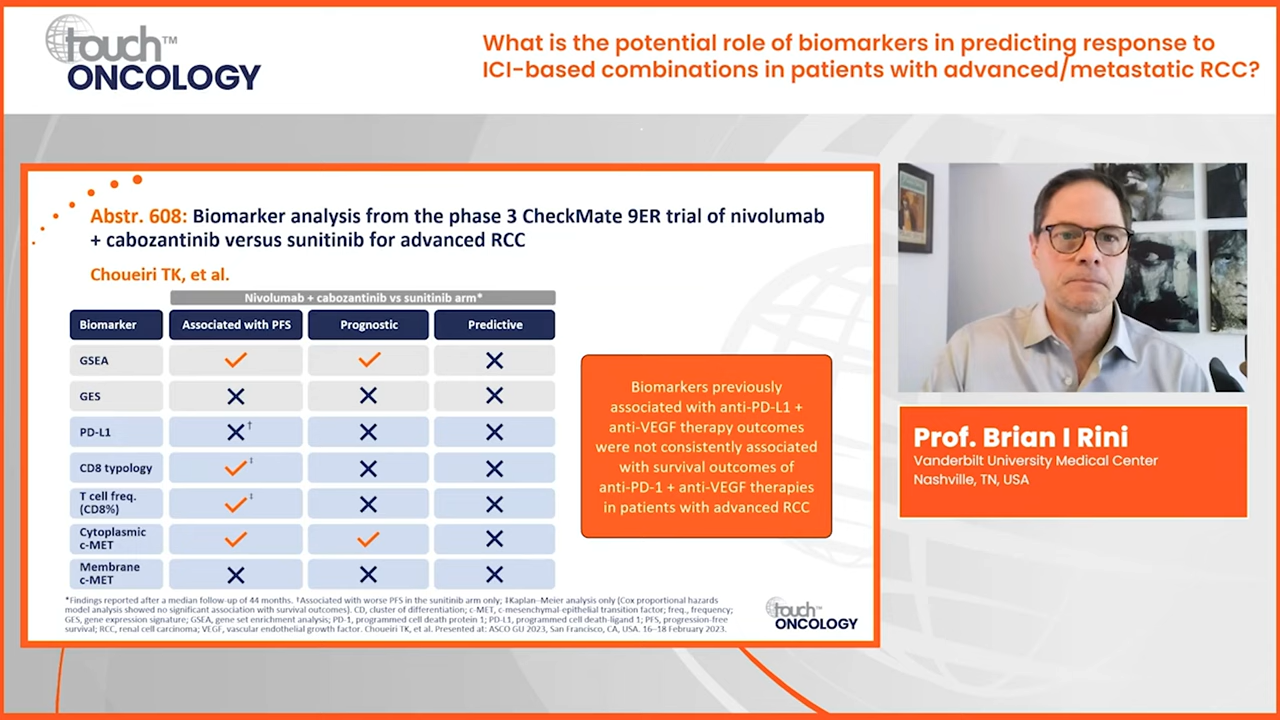 touch™
ONCOLOGY
What is the potential role of biomarkers in predicting response to
ICI-based combinations in patients with advanced/metastatic RCC?
Abstr. 608: Biomarker analysis from the phase 3 CheckMate 9ER trial of nivolumab
+ cabozantinib versus sunitinib for advanced RCC
Choueiri TK, et al.
Nivolumab + cabozantinib vs sunitinib arm*
Biomarker Associated with PFS Prognostic Predictive
GSEA ✓ ✓ ✕
GES ✕ ✕ ✕
PD-L1 ✕† ✕ ✕
CD8 typology ✓‡ ✕ ✕
T cell freq.
(CD8%) ✓‡ ✕ ✕
Cytoplasmic
c-MET ✓ ✓ ✕
Membrane
c-MET ✕ ✕ ✕
Biomarkers previously
associated with anti-PD-L1 +
anti-VEGF therapy outcomes
were not consistently associated
with survival outcomes of
anti-PD-1 + anti-VEGF therapies
in patients with advanced RCC
*Findings reported after a median follow-up of 44 months. †Associated with worse PFS in the sunitinib arm only; ‡Kaplan–Meier analysis only (Cox proportional hazards
model analysis showed no significant association with survival outcomes). CD, cluster of differentiation; c-MET, c-mesenchymal-epithelial transition factor; freq., frequency;
GES, gene expression signature; GSEA, gene set enrichment analysis; PD-1, programmed cell death protein 1; PD-L1, programmed cell death-ligand 1; PFS, progression-free
survival; RCC, renal cell carcinoma; VEGF, vascular endothelial growth factor. Choueiri TK, et al. Presented at: ASCO GU 2023, San Francisco, CA, USA. 16–18 February 2023.
touch™
ONCOLOGY
Prof. Brian I Rini
Vanderbilt University Medical Center
Nashville, TN, USA